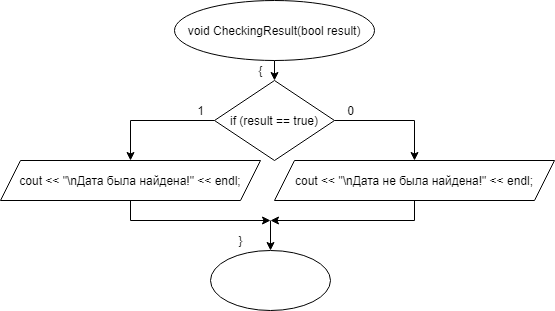 void CheckingResult(bool result)
{
1
if (result == true)
0
cout << "\nДата была найдена!" << endl;
cout << "\nДата не была найдена!" << endl;
}